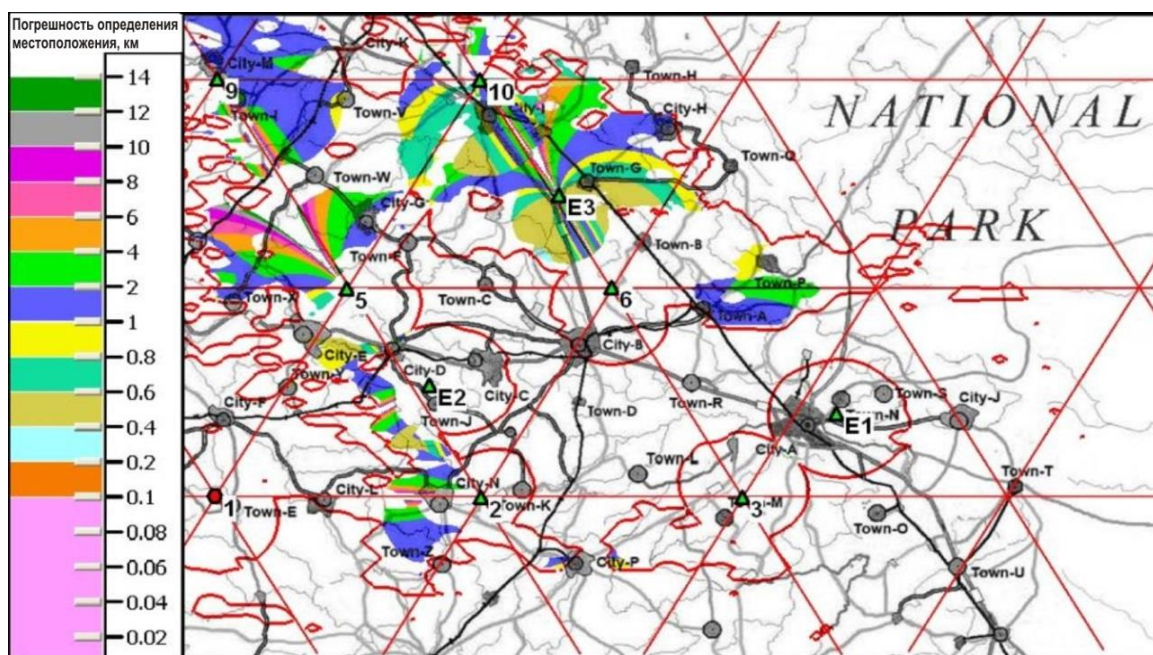 Погрешность определения
местоположения, км
14
12
10
8
6
4
2
1
0.8
0.6
0.4
0.2
0.1
0.08
0.06
0.04
0.02
City-K
City-M
9
Town-I
Town-V
10
Town-H
City-H
NATIONAL
Town-W
Town-G
Town-Q
City-G
E3
PARK
Town-F
Town-B
Town-X
5
Town-C
6
Town-P
Town-A
City-E
City-B
Town-Y
City-D
City-C
E2
Town-J
Town-D
Town-R
Town-S
City-F
Town-N
City-J
E1
City-A
Town-L
Town-T
1
Town-E
City-L
City-N
2
Town-K
3
Town-O
Town-Z
City-P
Town-U